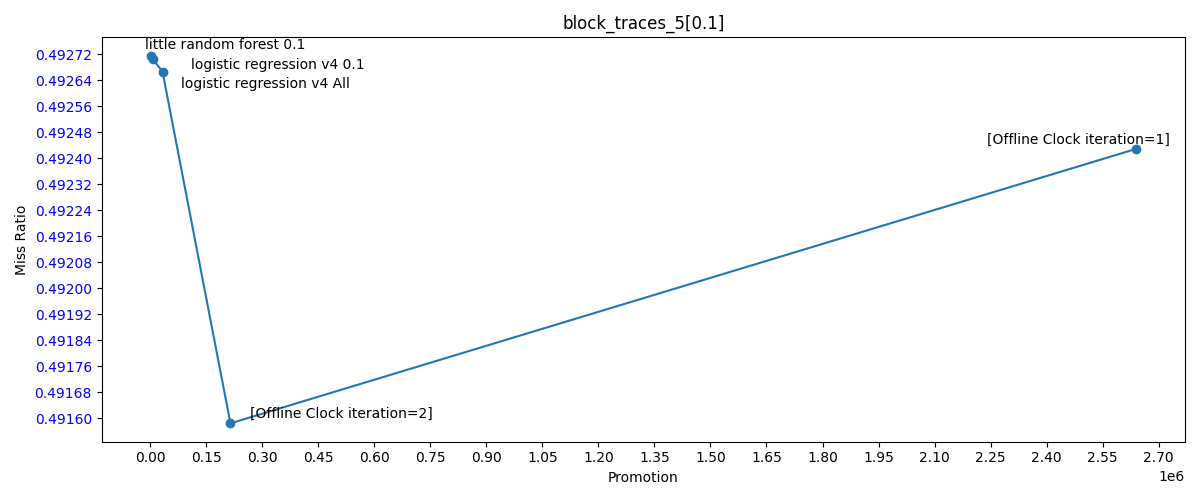 block_traces_5[0.1]
little random forest 0.1
logistic regression v4 0.1
logistic regression v4 All
[Offline Clock iteration=1]
[Offline Clock iteration=2]
Miss Ratio
0.49272
0.49264
0.49256
0.49248
0.49240
0.49232
0.49224
0.49216
0.49208
0.49200
0.49192
0.49184
0.49176
0.49168
0.49160
0.00 0.15 0.30 0.45 0.60 0.75 0.90 1.05 1.20 1.35 1.50 1.65 1.80 1.95 2.10 2.25 2.40 2.55 2.70
1e6
Promotion